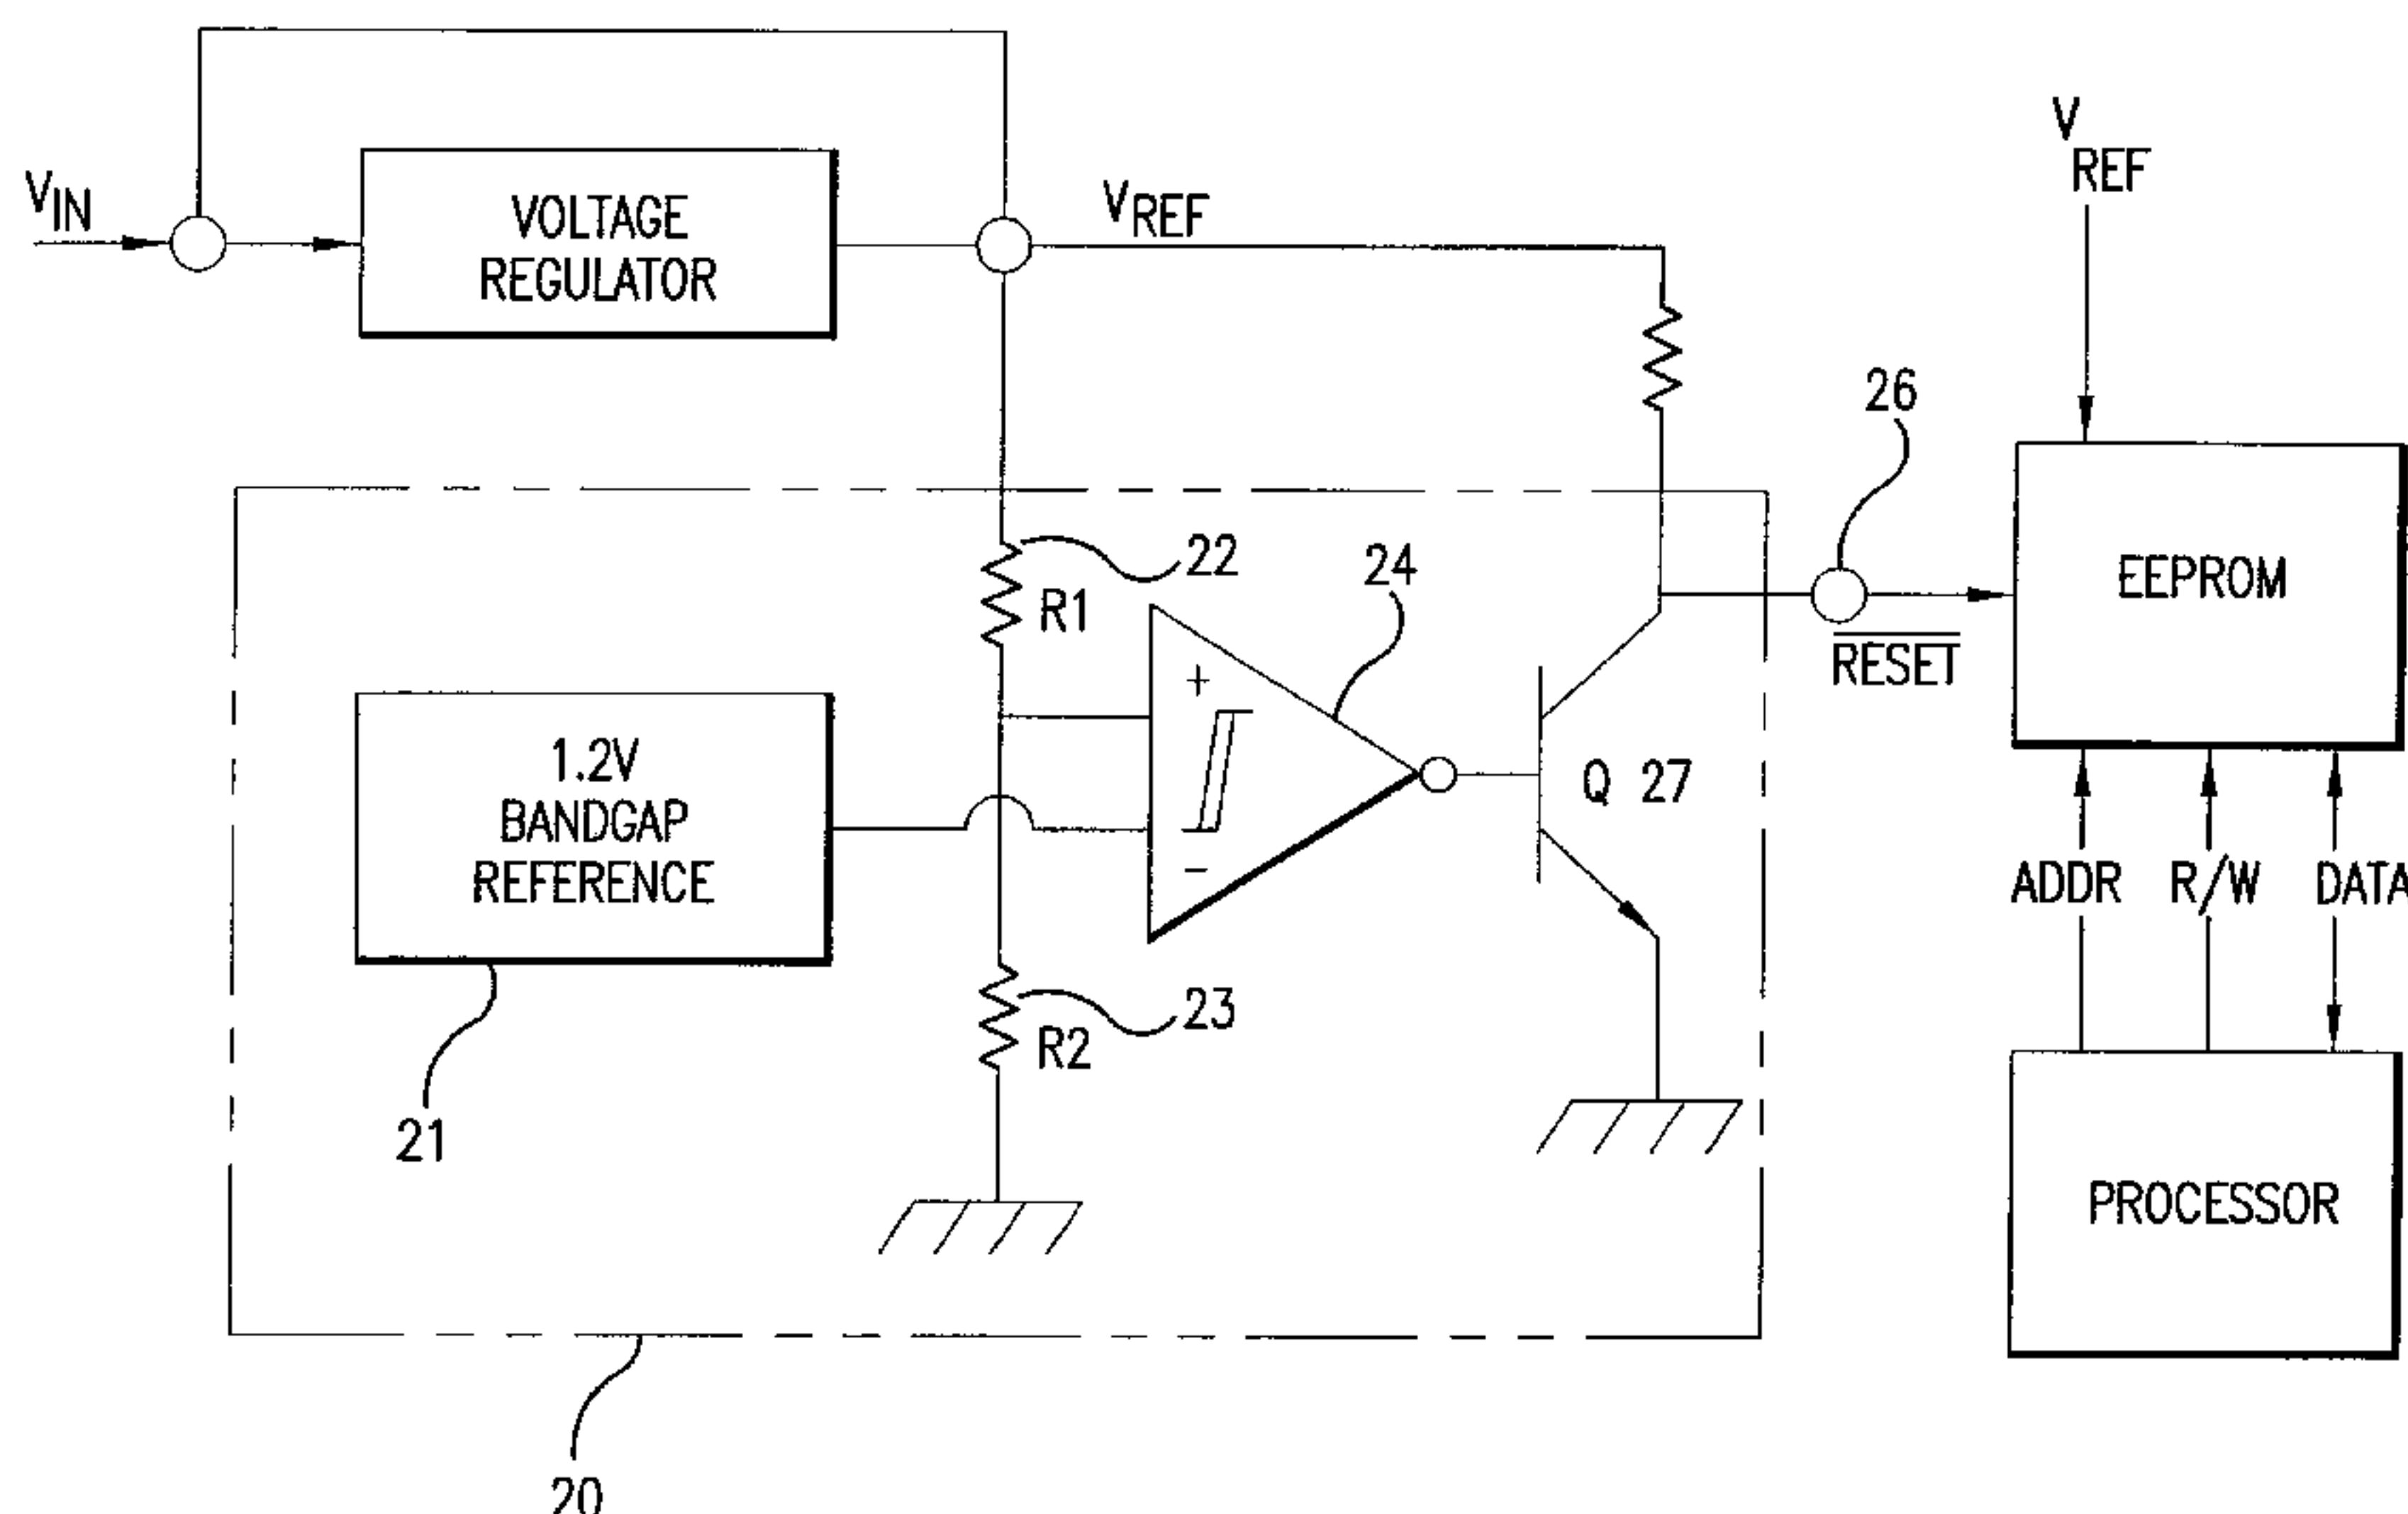 VIN
VOLTAGE
REGULATOR
VREF
V
REF
26
22
R1
24
EEPROM
RESET
1.2V
BANDGAP
REFERENCE
+
−
Q 27
ADDR R/W DATA
23
R2
21
PROCESSOR
20